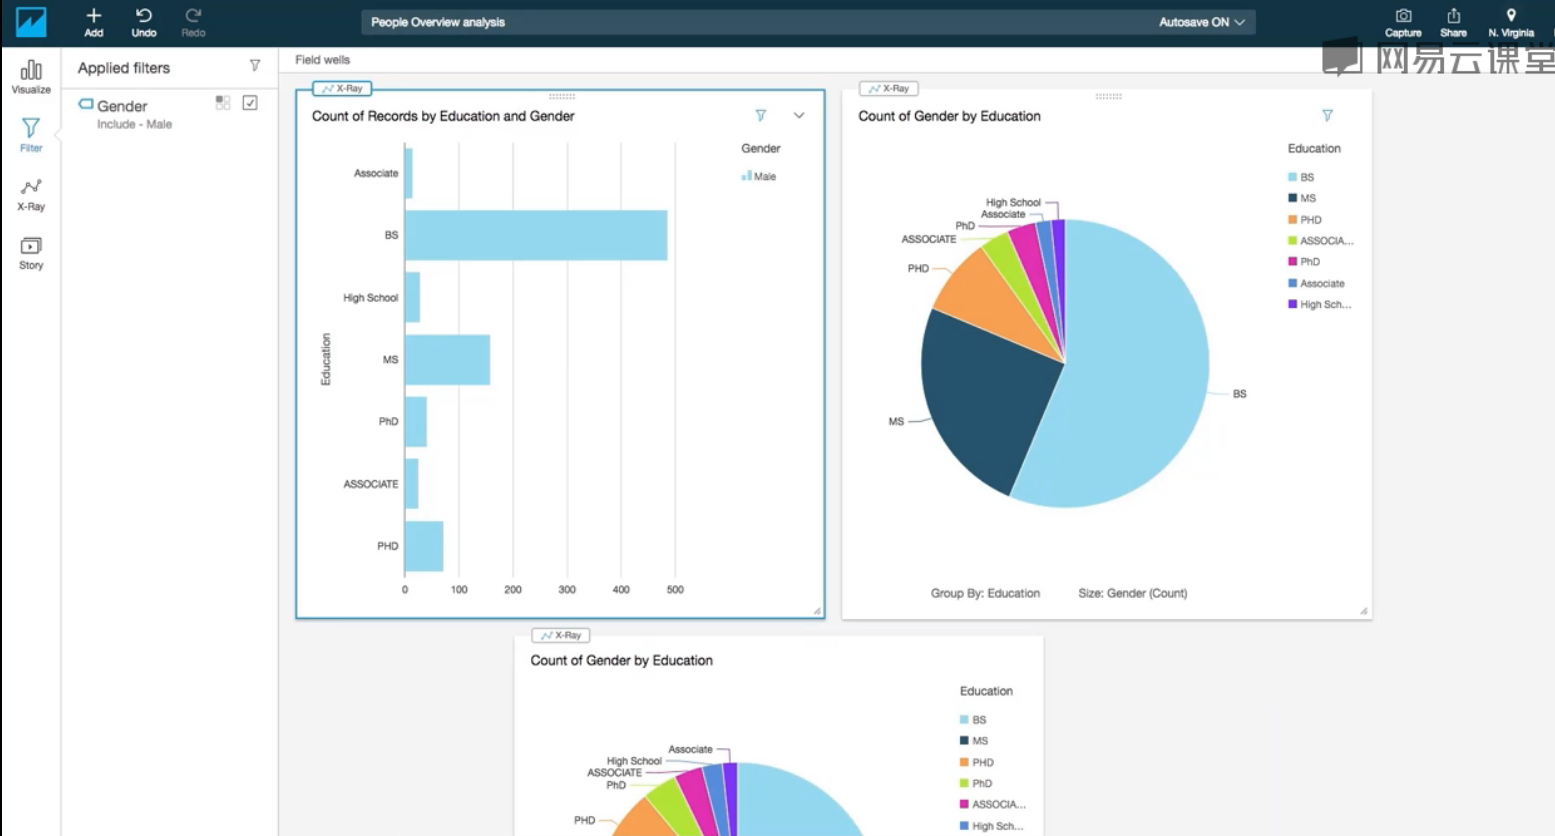 Add
Undo
Redo
People Overview analysis
Autosave ON
Capture
Share
N. Virginia
网易云课堂
Visualize
Filter
X-Ray
Story
Applied filters
Gender
Include - Male
Field wells
X-Ray
Count of Records by Education and Gender
Gender
Male
Education
Associate
BS
High School
MS
PhD
ASSOCIATE
PHD
0 100 200 300 400 500
X-Ray
Count of Gender by Education
Education
BS
MS
PHD
ASSOCIA...
PhD
Associate
High Sch...
High School
Associate
PhD
ASSOCIATE
PHD
MS
BS
Group By: Education Size: Gender (Count)
X-Ray
Count of Gender by Education
Education
BS
MS
PHD
PhD
ASSOCIA...
High Sch...
Associate
High School
ASSOCIATE
PhD
PHD